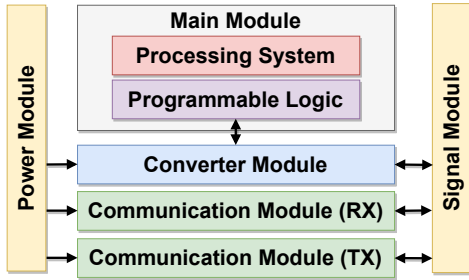 Main Module
Processing System
Programmable Logic
Power Module
Converter Module
Signal Module
Communication Module (RX)
Communication Module (TX)